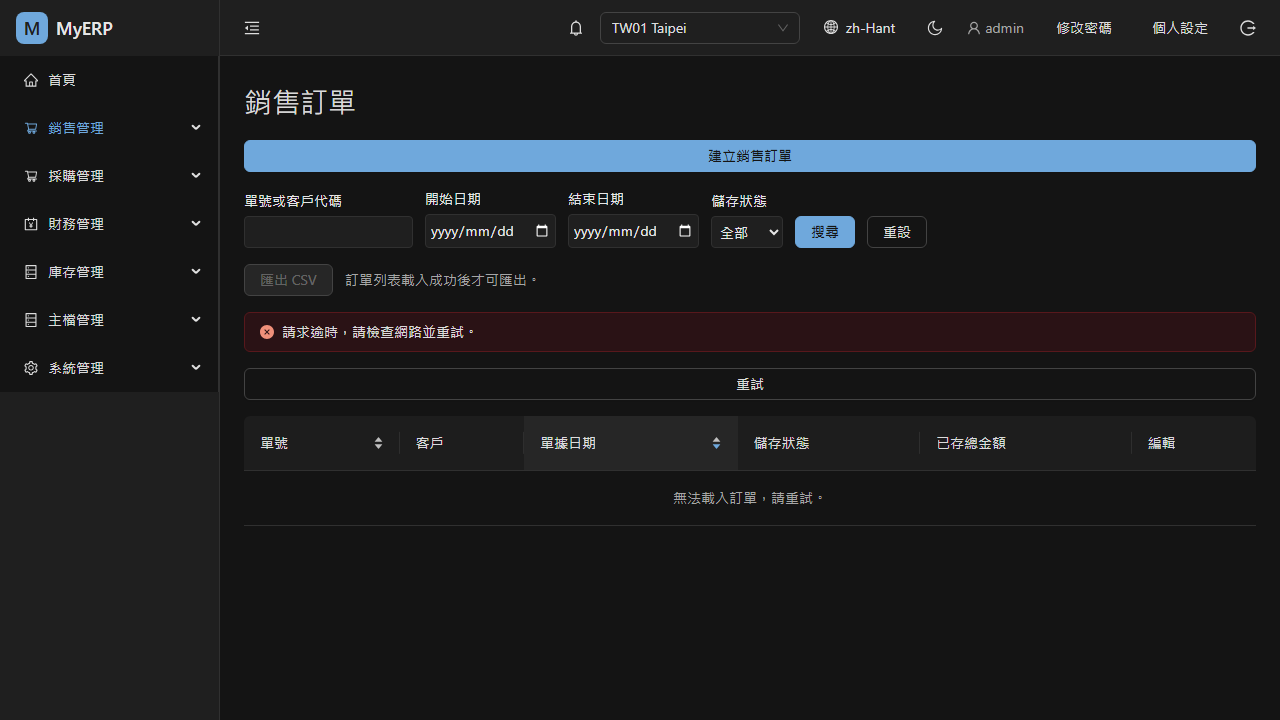 M MyERP
TW01 Taipei
zh-Hant
admin
修改密碼
個人設定
首頁
銷售管理
採購管理
財務管理
庫存管理
主檔管理
系統管理
銷售訂單
建立銷售訂單
單號或客戶代碼
開始日期
結束日期
儲存狀態
yyyy/mm/dd
yyyy/mm/dd
全部
搜尋
重設
匯出 CSV
訂單列表載入成功後才可匯出。
請求逾時，請檢查網路並重試。
重試
單號 客戶 單據日期 儲存狀態 已存總金額 編輯
無法載入訂單，請重試。